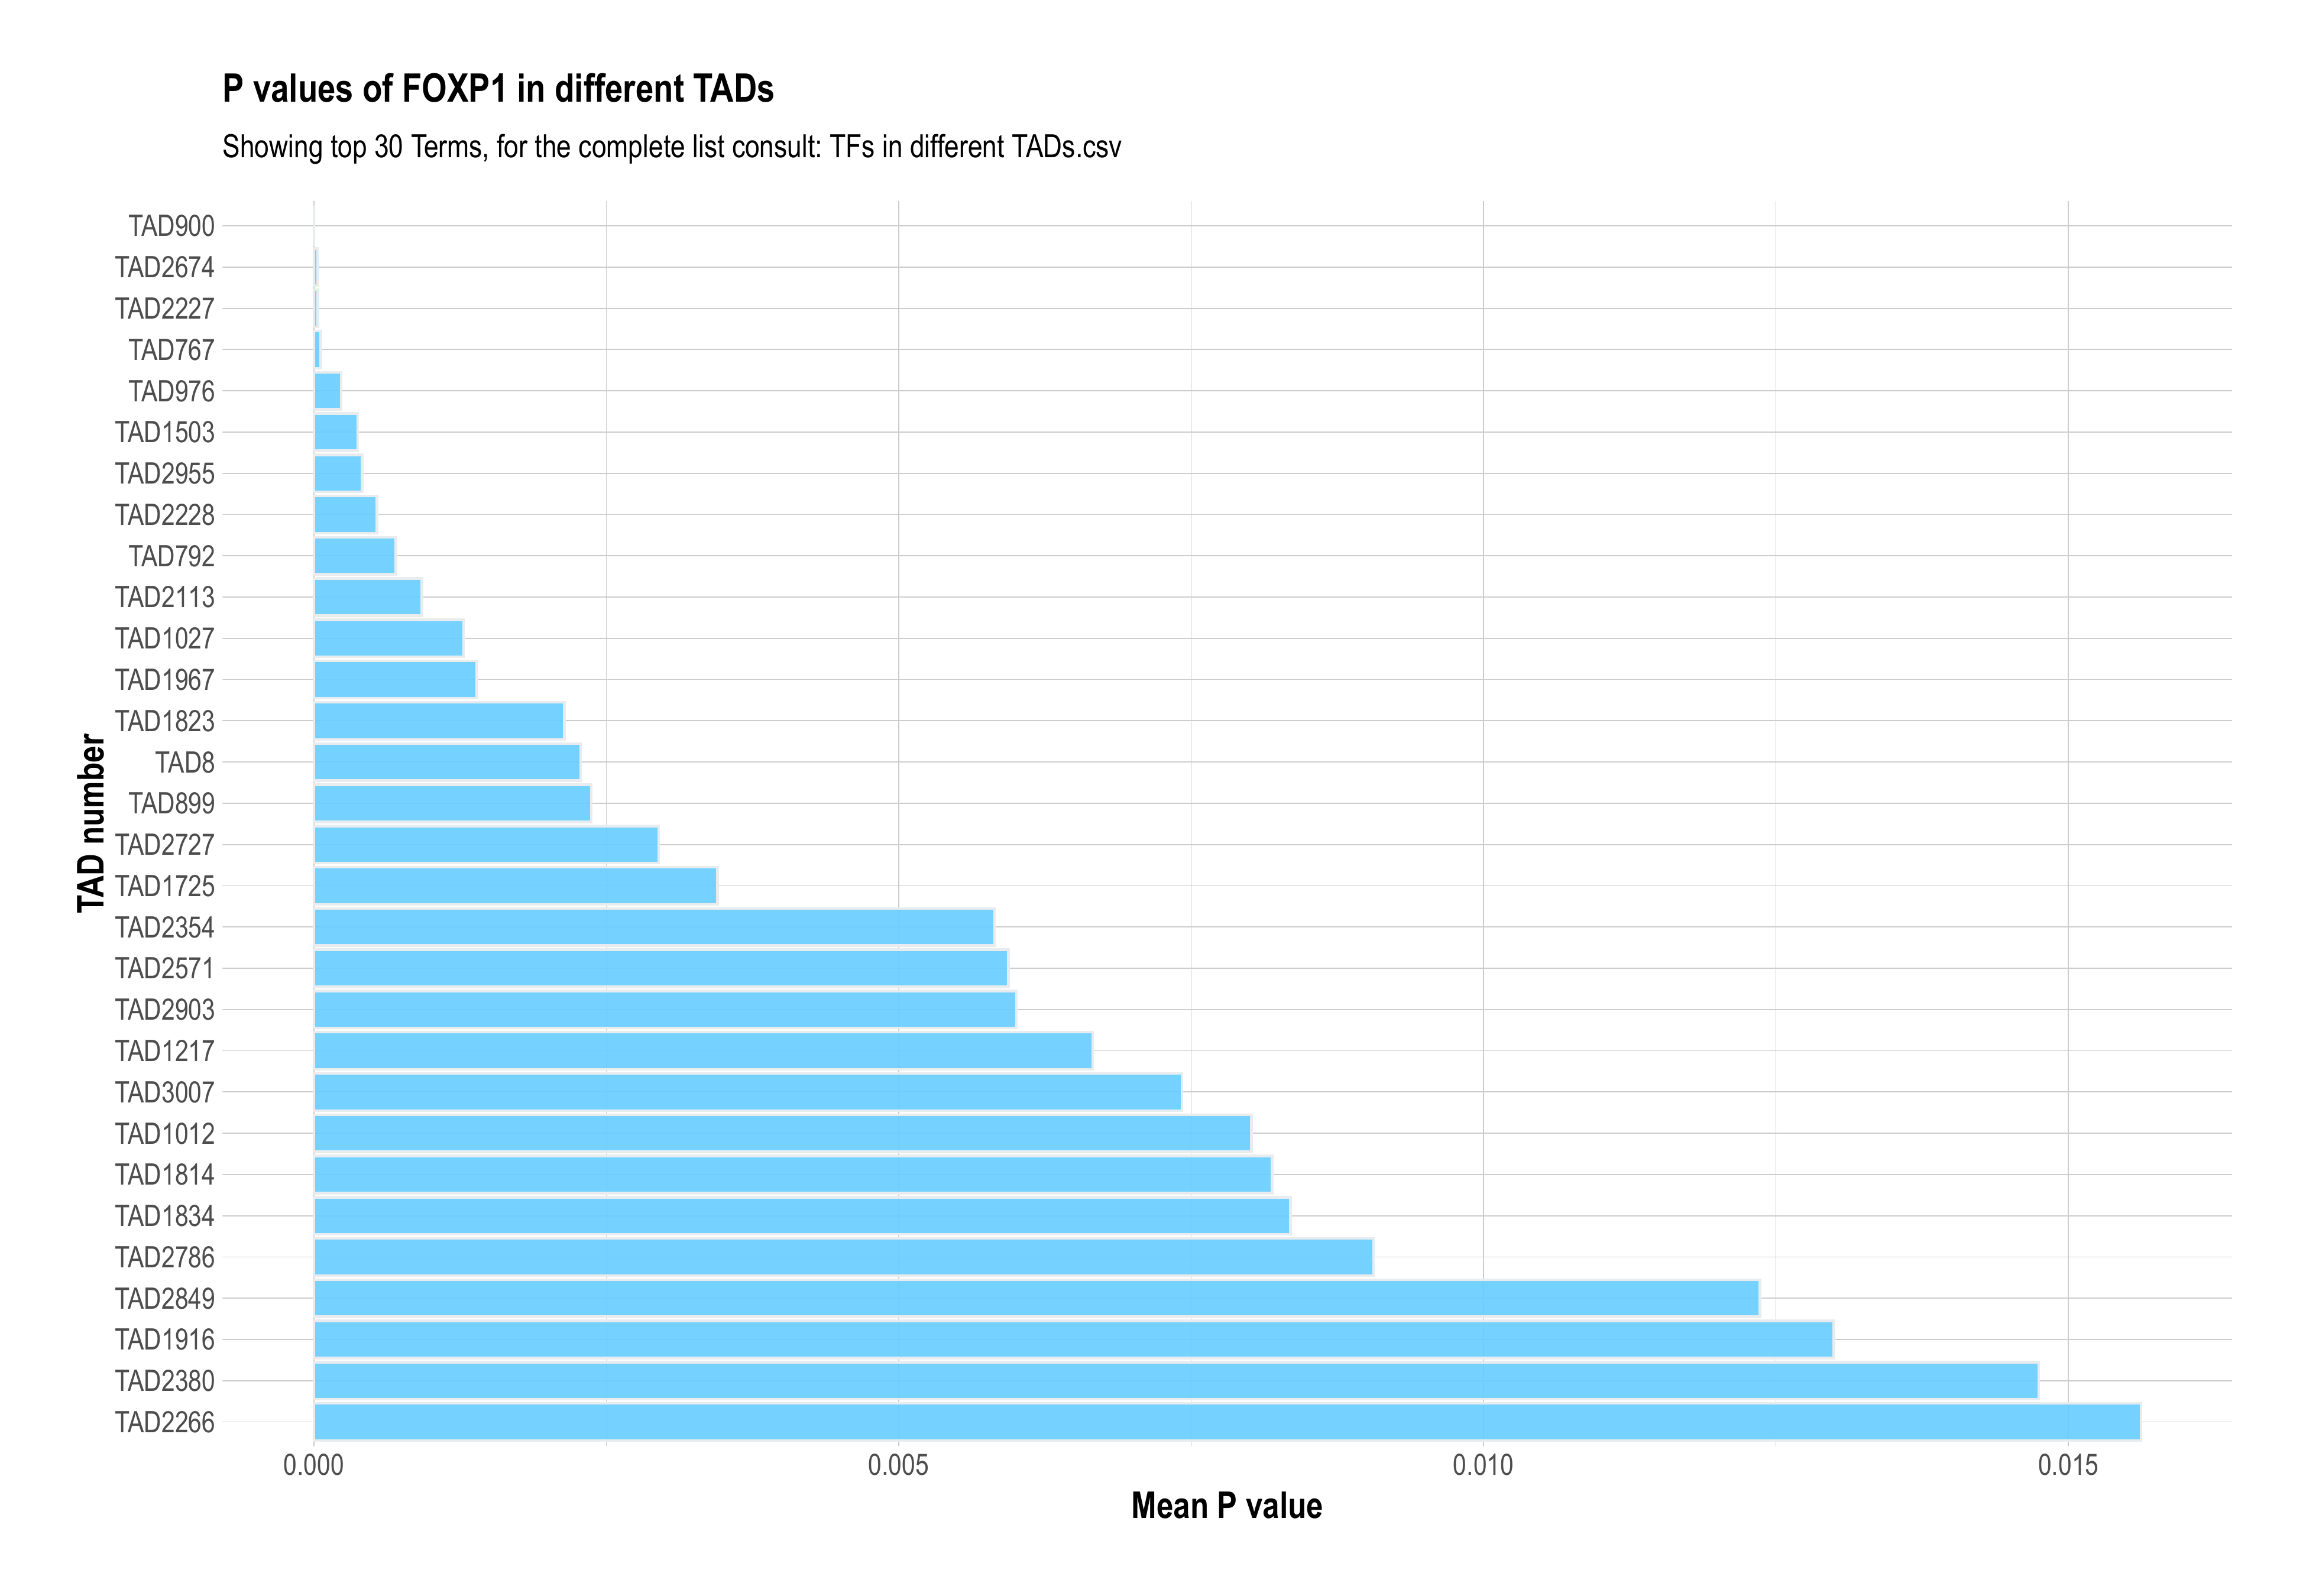 P values of FOXP1 in different TADs
Showing top 30 Terms, for the complete list consult: TFs in different TADs.csv
TAD number
TAD900
TAD2674
TAD2227
TAD767
TAD976
TAD1503
TAD2955
TAD2228
TAD792
TAD2113
TAD1027
TAD1967
TAD1823
TAD8
TAD899
TAD2727
TAD1725
TAD2354
TAD2571
TAD2903
TAD1217
TAD3007
TAD1012
TAD1814
TAD1834
TAD2786
TAD2849
TAD1916
TAD2380
TAD2266
0.000 0.005 0.010 0.015
Mean P value